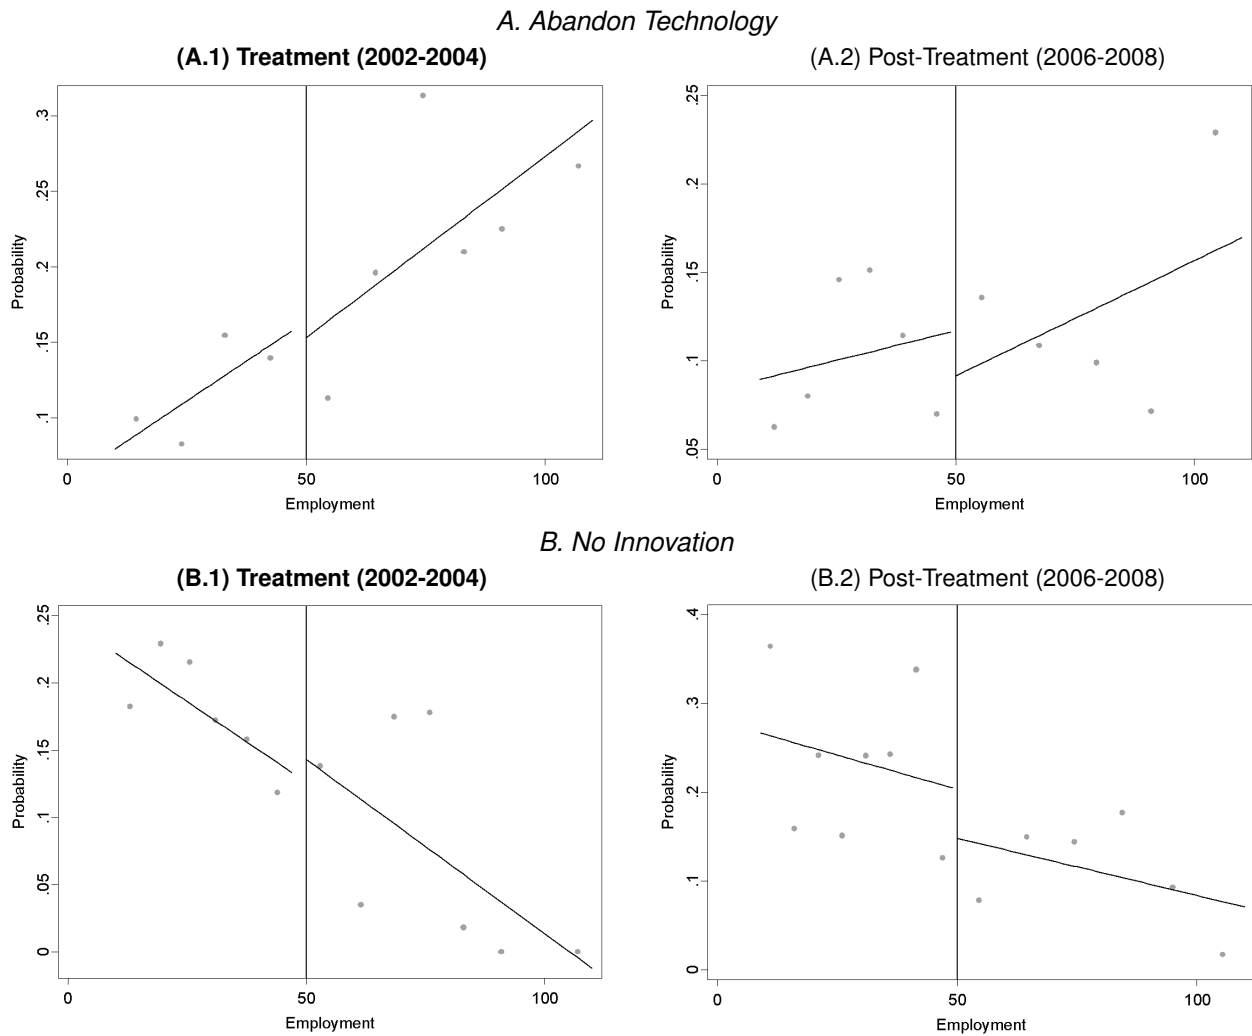 A. Abandon Technology
(A.1) Treatment (2002-2004)
(A.2) Post-Treatment (2006-2008)
Probability
.3
.25
.2
.15
.1
0
50
100
Employment
Probability
.25
.2
.15
.1
.05
0
50
100
Employment
B. No Innovation
(B.1) Treatment (2002-2004)
(B.2) Post-Treatment (2006-2008)
Probability
.25
.2
.15
.1
.05
0
0
50
100
Employment
Probability
.4
.3
.2
.1
0
0
50
100
Employment